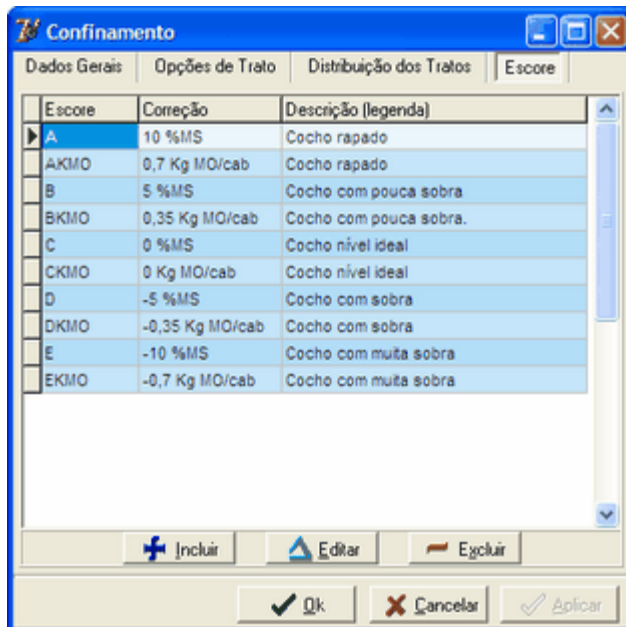 Confinamento
Dados Gerais Opções de Trato Distribuição dos Tratos Escore
Escore Correção Descrição (legenda)
A 10 %MS Cocho rapado
AKMO 0,7 Kg MO/cab Cocho rapado
B 5 %MS Cocho com pouca sobra
BKMO 0,35 Kg MO/cab Cocho com pouca sobra.
C 0 %MS Cocho nível ideal
CKMO 0 Kg MO/cab Cocho nível ideal
D -5 %MS Cocho com sobra
DKMO -0,35 Kg MO/cab Cocho com sobra
E -10 %MS Cocho com muita sobra
EKMO -0,7 Kg MO/cab Cocho com muita sobra
Incluir Editar Excluir
Ok Cancelar Aplicar